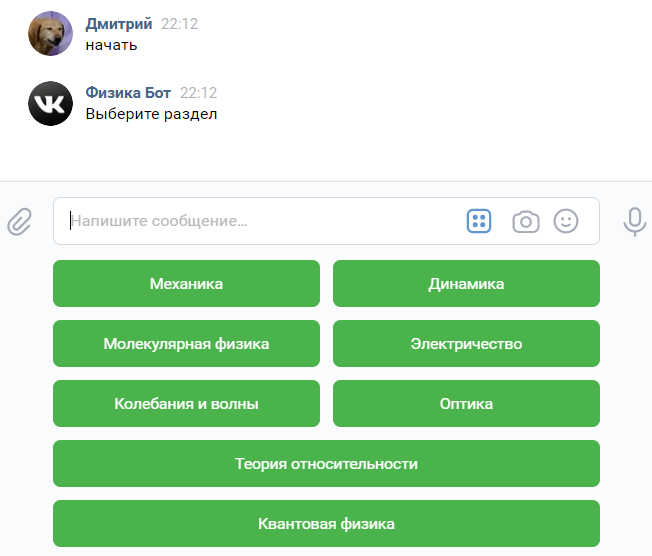 Дмитрий 22:12
начать
Физика Бот 22:12
Выберите раздел
Напишите сообщение...
Механика Динамика
Молекулярная физика Электричество
Колебания и волны Оптика
Теория относительности
Квантовая физика